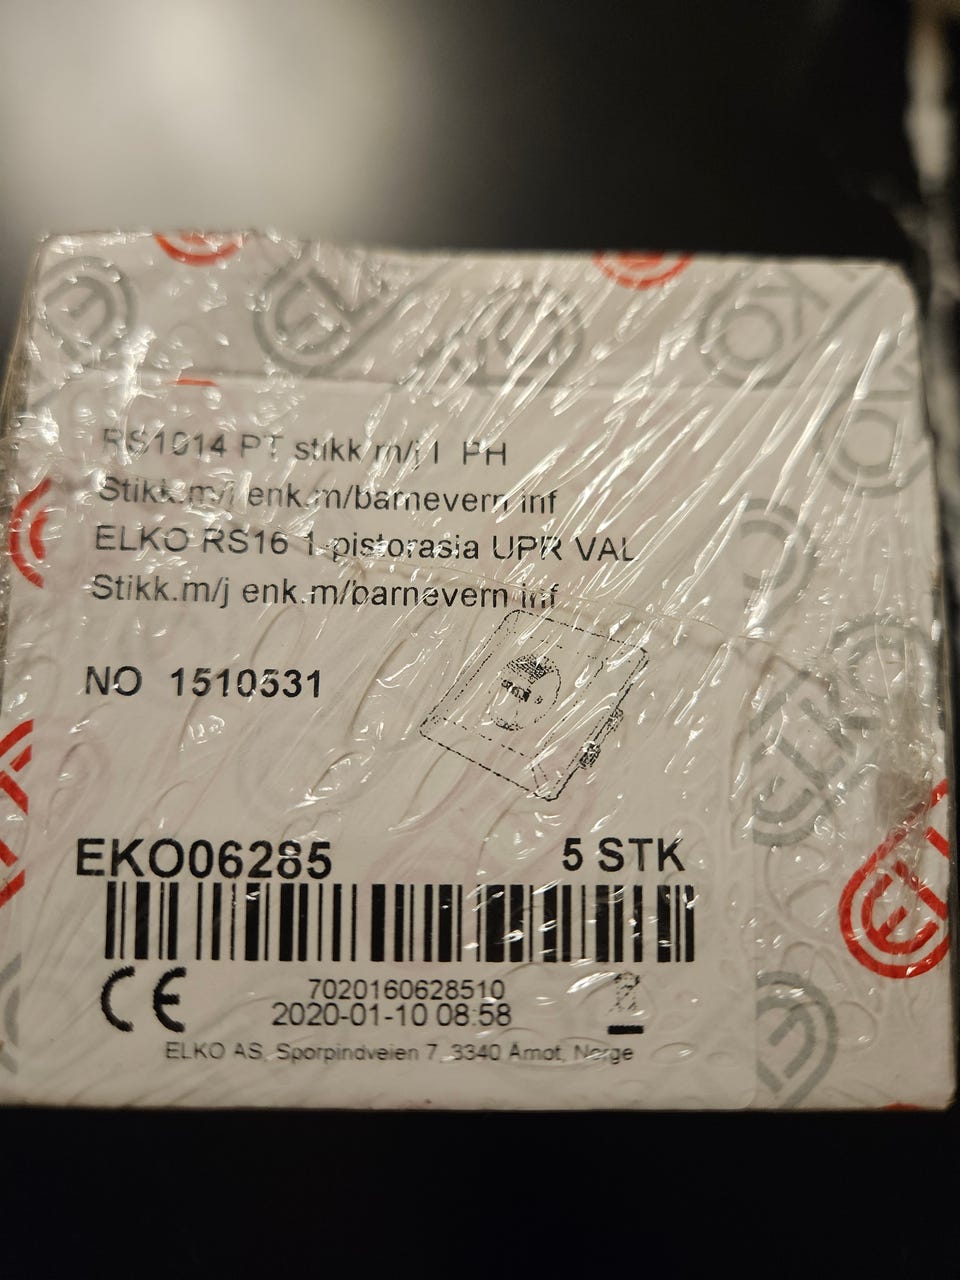 ELKO
RS1014 PT stikk m/j 1 PH
Stikk.m/j enk.m/barnevern inf
ELKO RS16 1-pistorasia UPR VAL
Stikk.m/j enk.m/barnevern inf
NO 1510531
EKO06285 5 STK
CE 7020160628510
2020-01-10 08:58
ELKO AS, Sporpindveien 7, 3340 Åmot, Norge